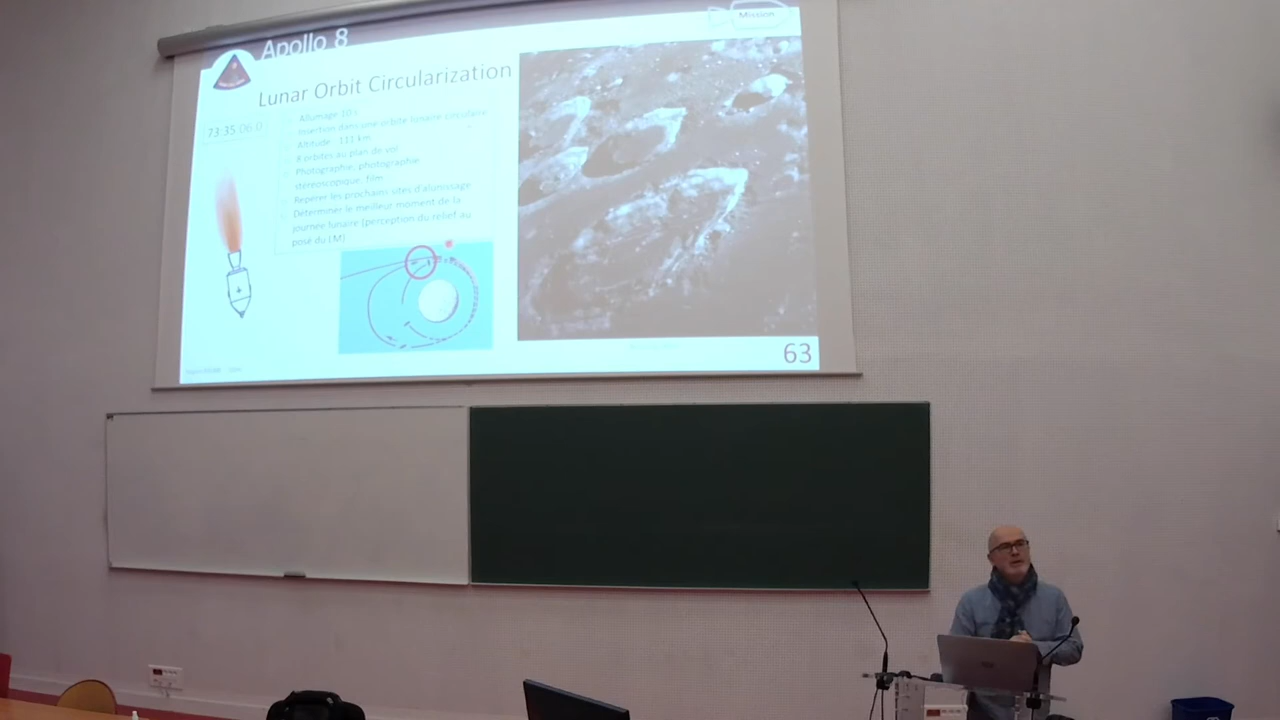 Mission
Apollo 8
Lunar Orbit Circularization
73:35:06.0
Allumage 10 s
Insertion dans une orbite lunaire circulaire
Altitude : 111 km
8 orbites au plan de vol
Photographie, photographie
stéréoscopique, film
Repérer les prochains sites d'alunissage
Déterminer le meilleur moment de la
journée lunaire (perception du relief au
posé du LM)
63